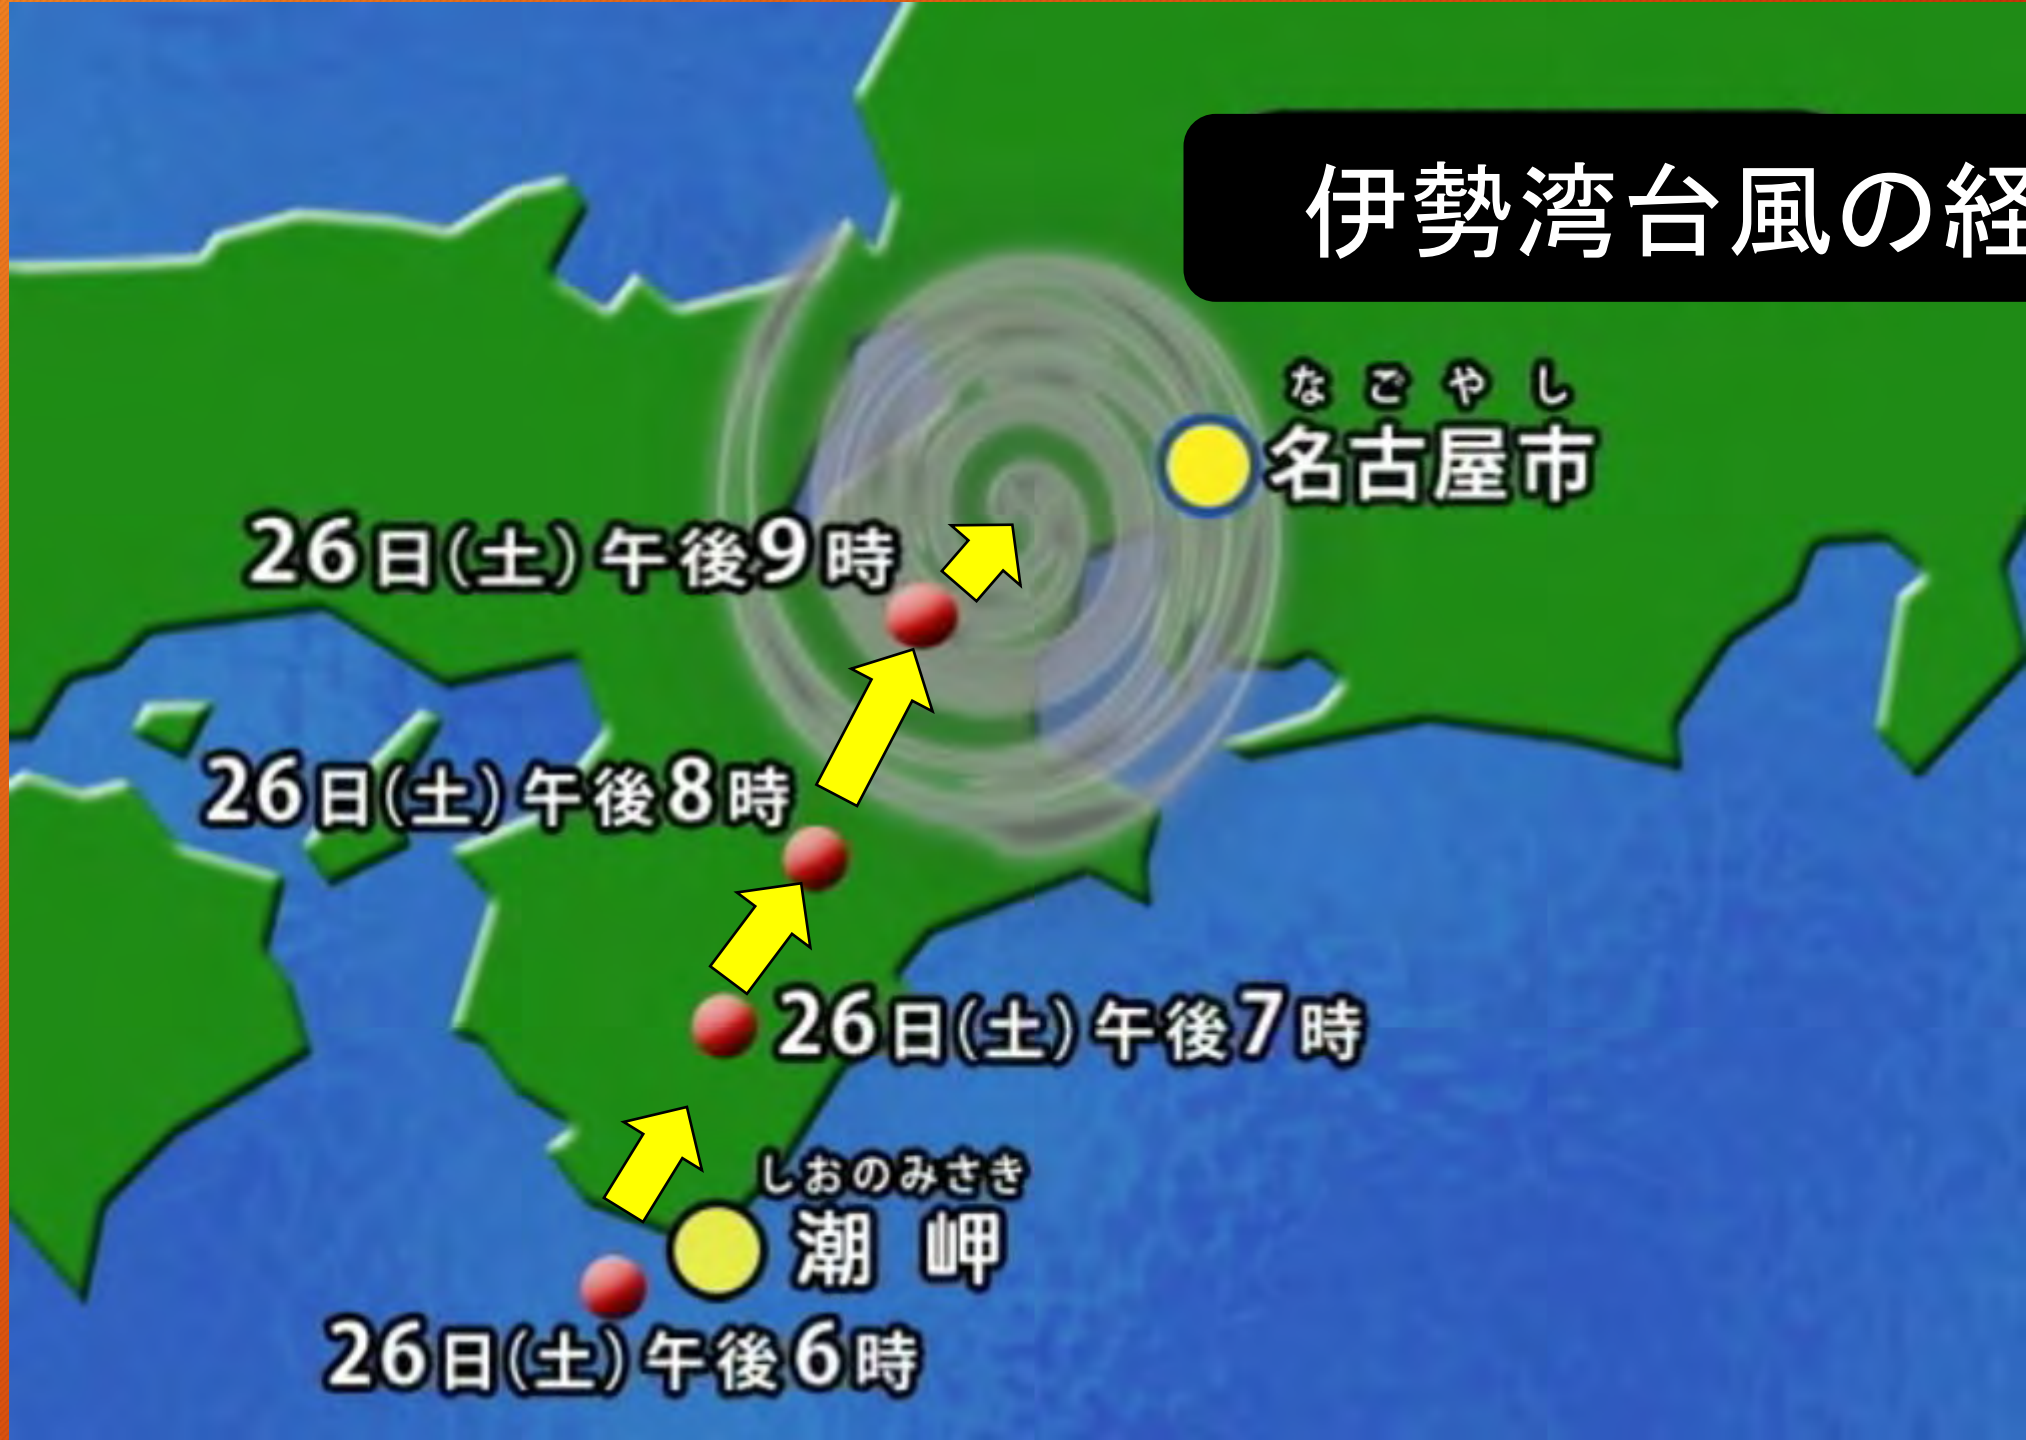 伊勢湾台風の経
なごやし
名古屋市
26日(土)午後9時
26日(土)午後8時
26日(土)午後7時
しおのみさき
潮岬
26日(土)午後6時